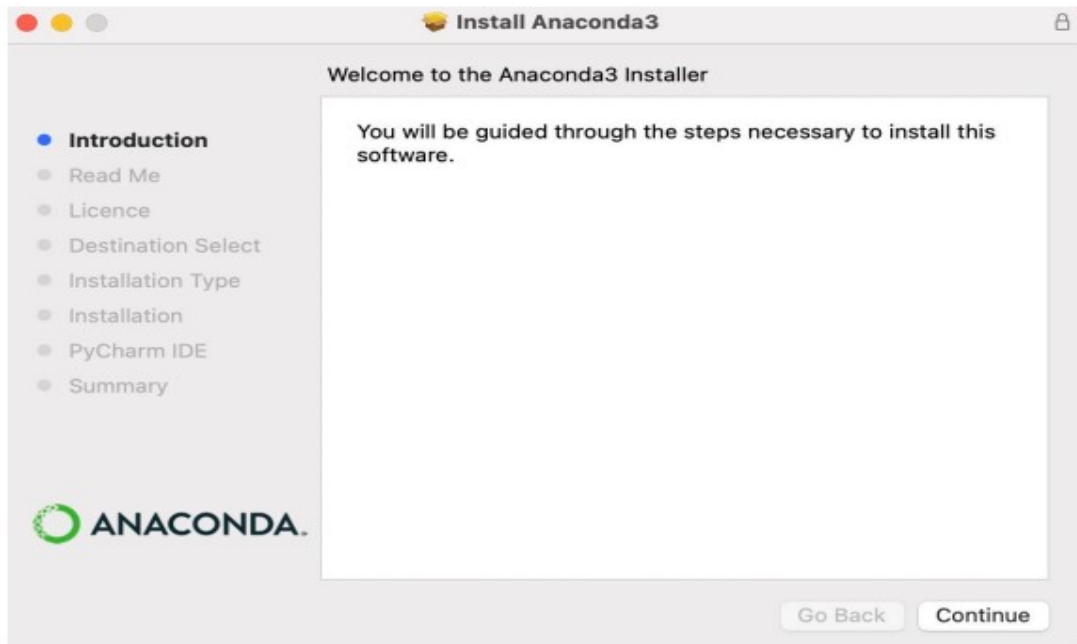 Install Anaconda3
Welcome to the Anaconda3 Installer
Introduction
Read Me
Licence
Destination Select
Installation Type
Installation
PyCharm IDE
Summary
You will be guided through the steps necessary to install this
software.
ANACONDA.
Go Back
Continue